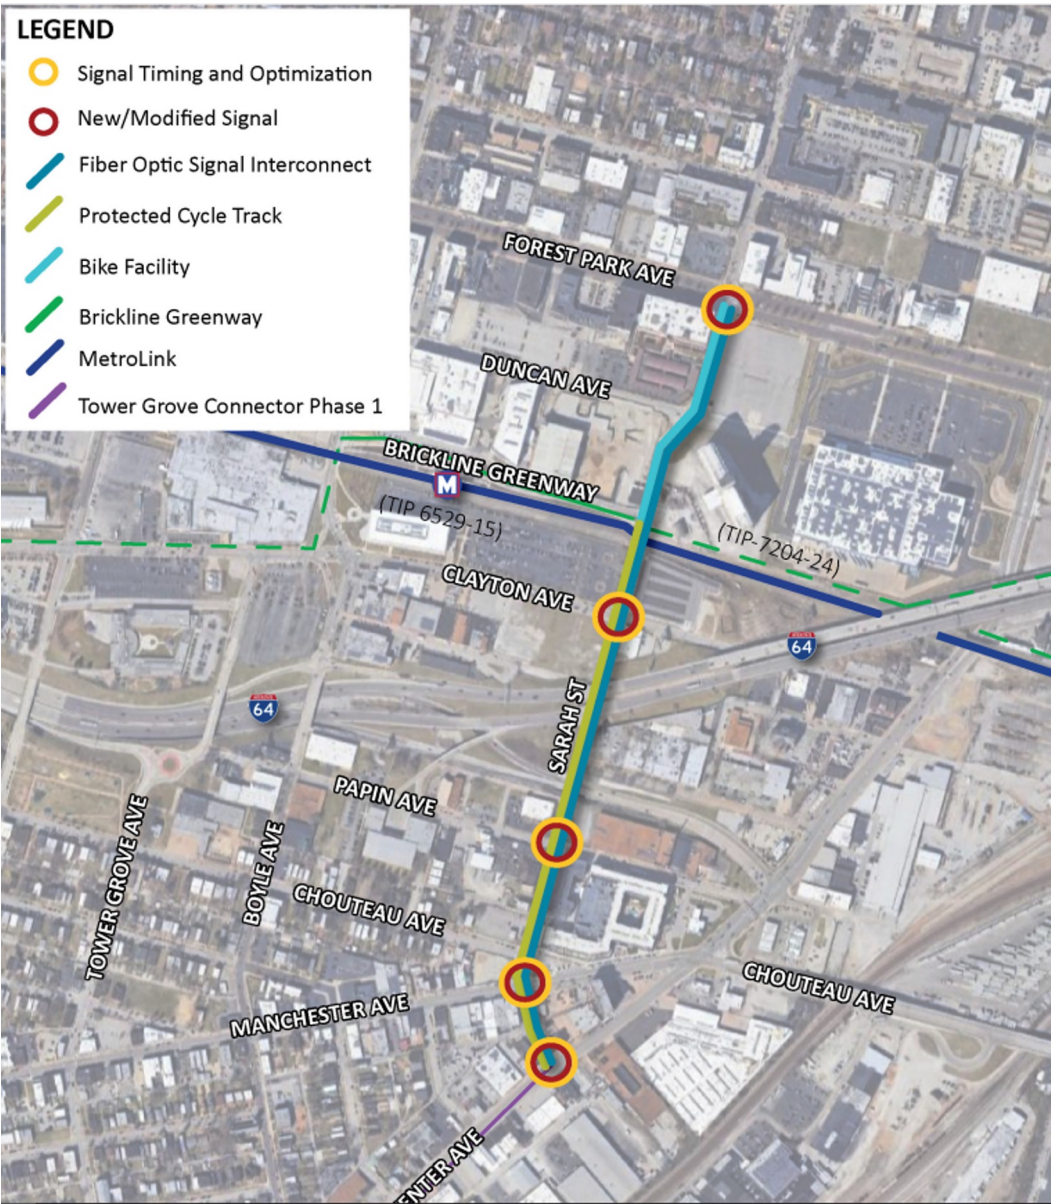 LEGEND
Signal Timing and Optimization
New/Modified Signal
Fiber Optic Signal Interconnect
Protected Cycle Track
Bike Facility
Brickline Greenway
MetroLink
Tower Grove Connector Phase 1
FOREST PARK AVE
DUNCAN AVE
BRICKLINE GREENWAY
M
(TIP 6529-15)
(TIP-7204-24)
CLAYTON AVE
64
SARAH ST
64
PAPIN AVE
TOWER GROVE AVE
BOYLE AVE
CHOUTEAU AVE
CHOUTEAU AVE
MANCHESTER AVE
ENTER AVE